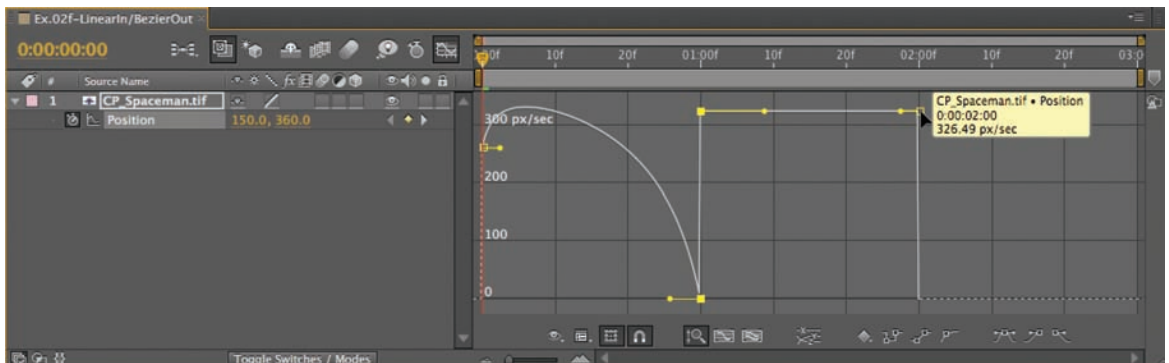 Ex.02f-LinearIn/BezierOut
0:00:00:00
:00f 10f 20f 01:00f 10f 20f 02:00f 10f 20f 03:0
# Source Name
1 CP_Spaceman.tif
Position 150.0, 360.0
300 px/sec
200
100
0
CP_Spaceman.tif • Position
0:00:02:00
326.49 px/sec
Toggle Switches / Modes